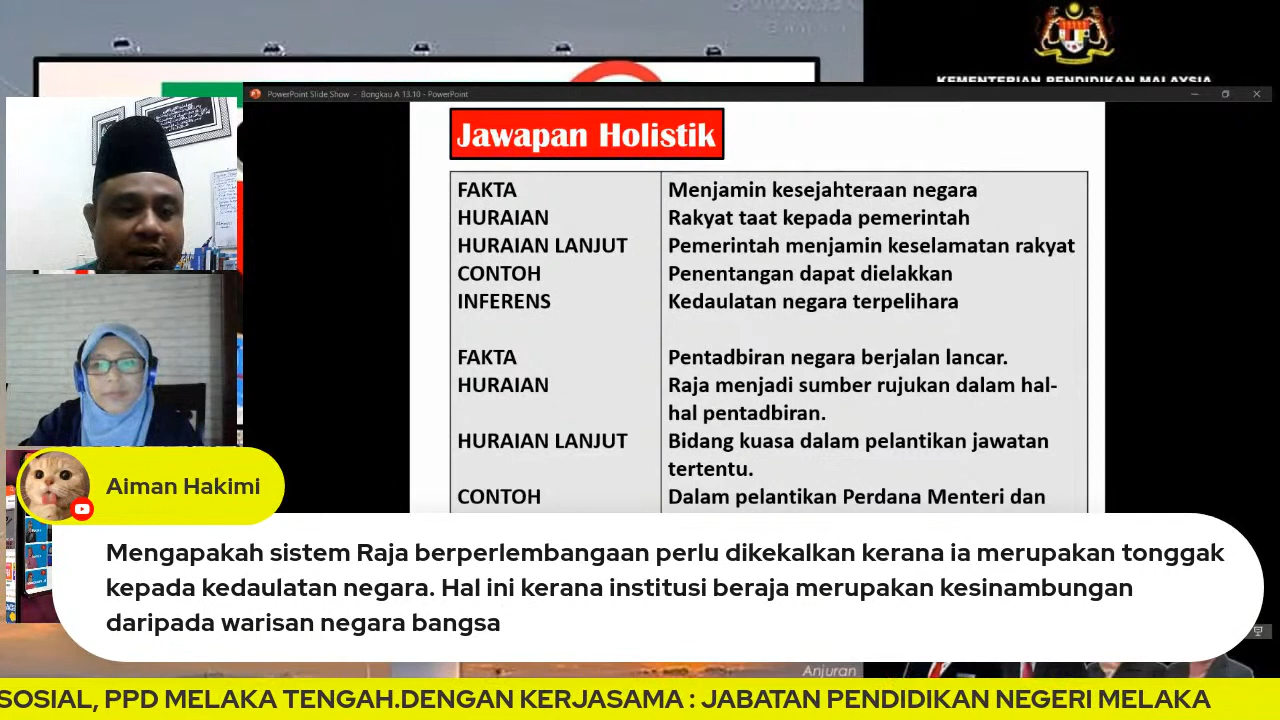 KEMENTERIAN PENDIDIKAN MALAYSIA
PowerPoint Slide Show - Bongkau A 13.10 - PowerPoint
Jawapan Holistik
FAKTA Menjamin kesejahteraan negara
HURAIAN Rakyat taat kepada pemerintah
HURAIAN LANJUT Pemerintah menjamin keselamatan rakyat
CONTOH Penentangan dapat dielakkan
INFERENS Kedaulatan negara terpelihara
FAKTA Pentadbiran negara berjalan lancar.
HURAIAN Raja menjadi sumber rujukan dalam hal-
hal pentadbiran.
HURAIAN LANJUT Bidang kuasa dalam pelantikan jawatan
tertentu.
CONTOH Dalam pelantikan Perdana Menteri dan
Aiman Hakimi
Mengapakah sistem Raja berperlembangaan perlu dikekalkan kerana ia merupakan tonggak
kepada kedaulatan negara. Hal ini kerana institusi beraja merupakan kesinambungan
daripada warisan negara bangsa
Anjuran
SOSIAL, PPD MELAKA TENGAH.DENGAN KERJASAMA : JABATAN PENDIDIKAN NEGERI MELAKA